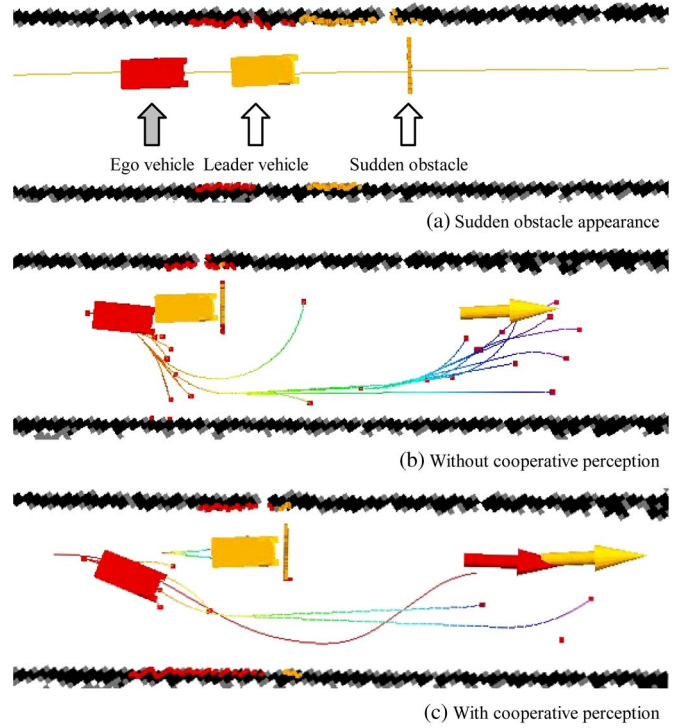 Ego vehicle Leader vehicle Sudden obstacle
(a) Sudden obstacle appearance
(b) Without cooperative perception
(c) With cooperative perception